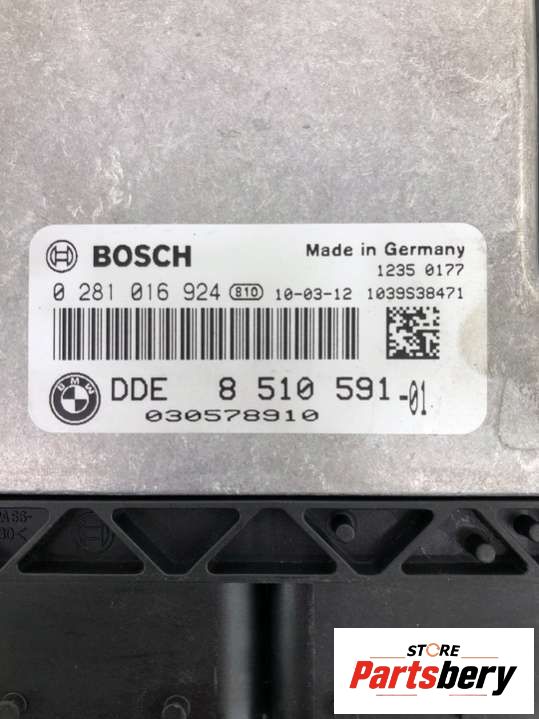 BOSCH Made in Germany
1235 0177
0 281 016 924 810 10-03-12 1039S38471
BMW DDE 8 510 591-01
030578910
STORE
Partsbery